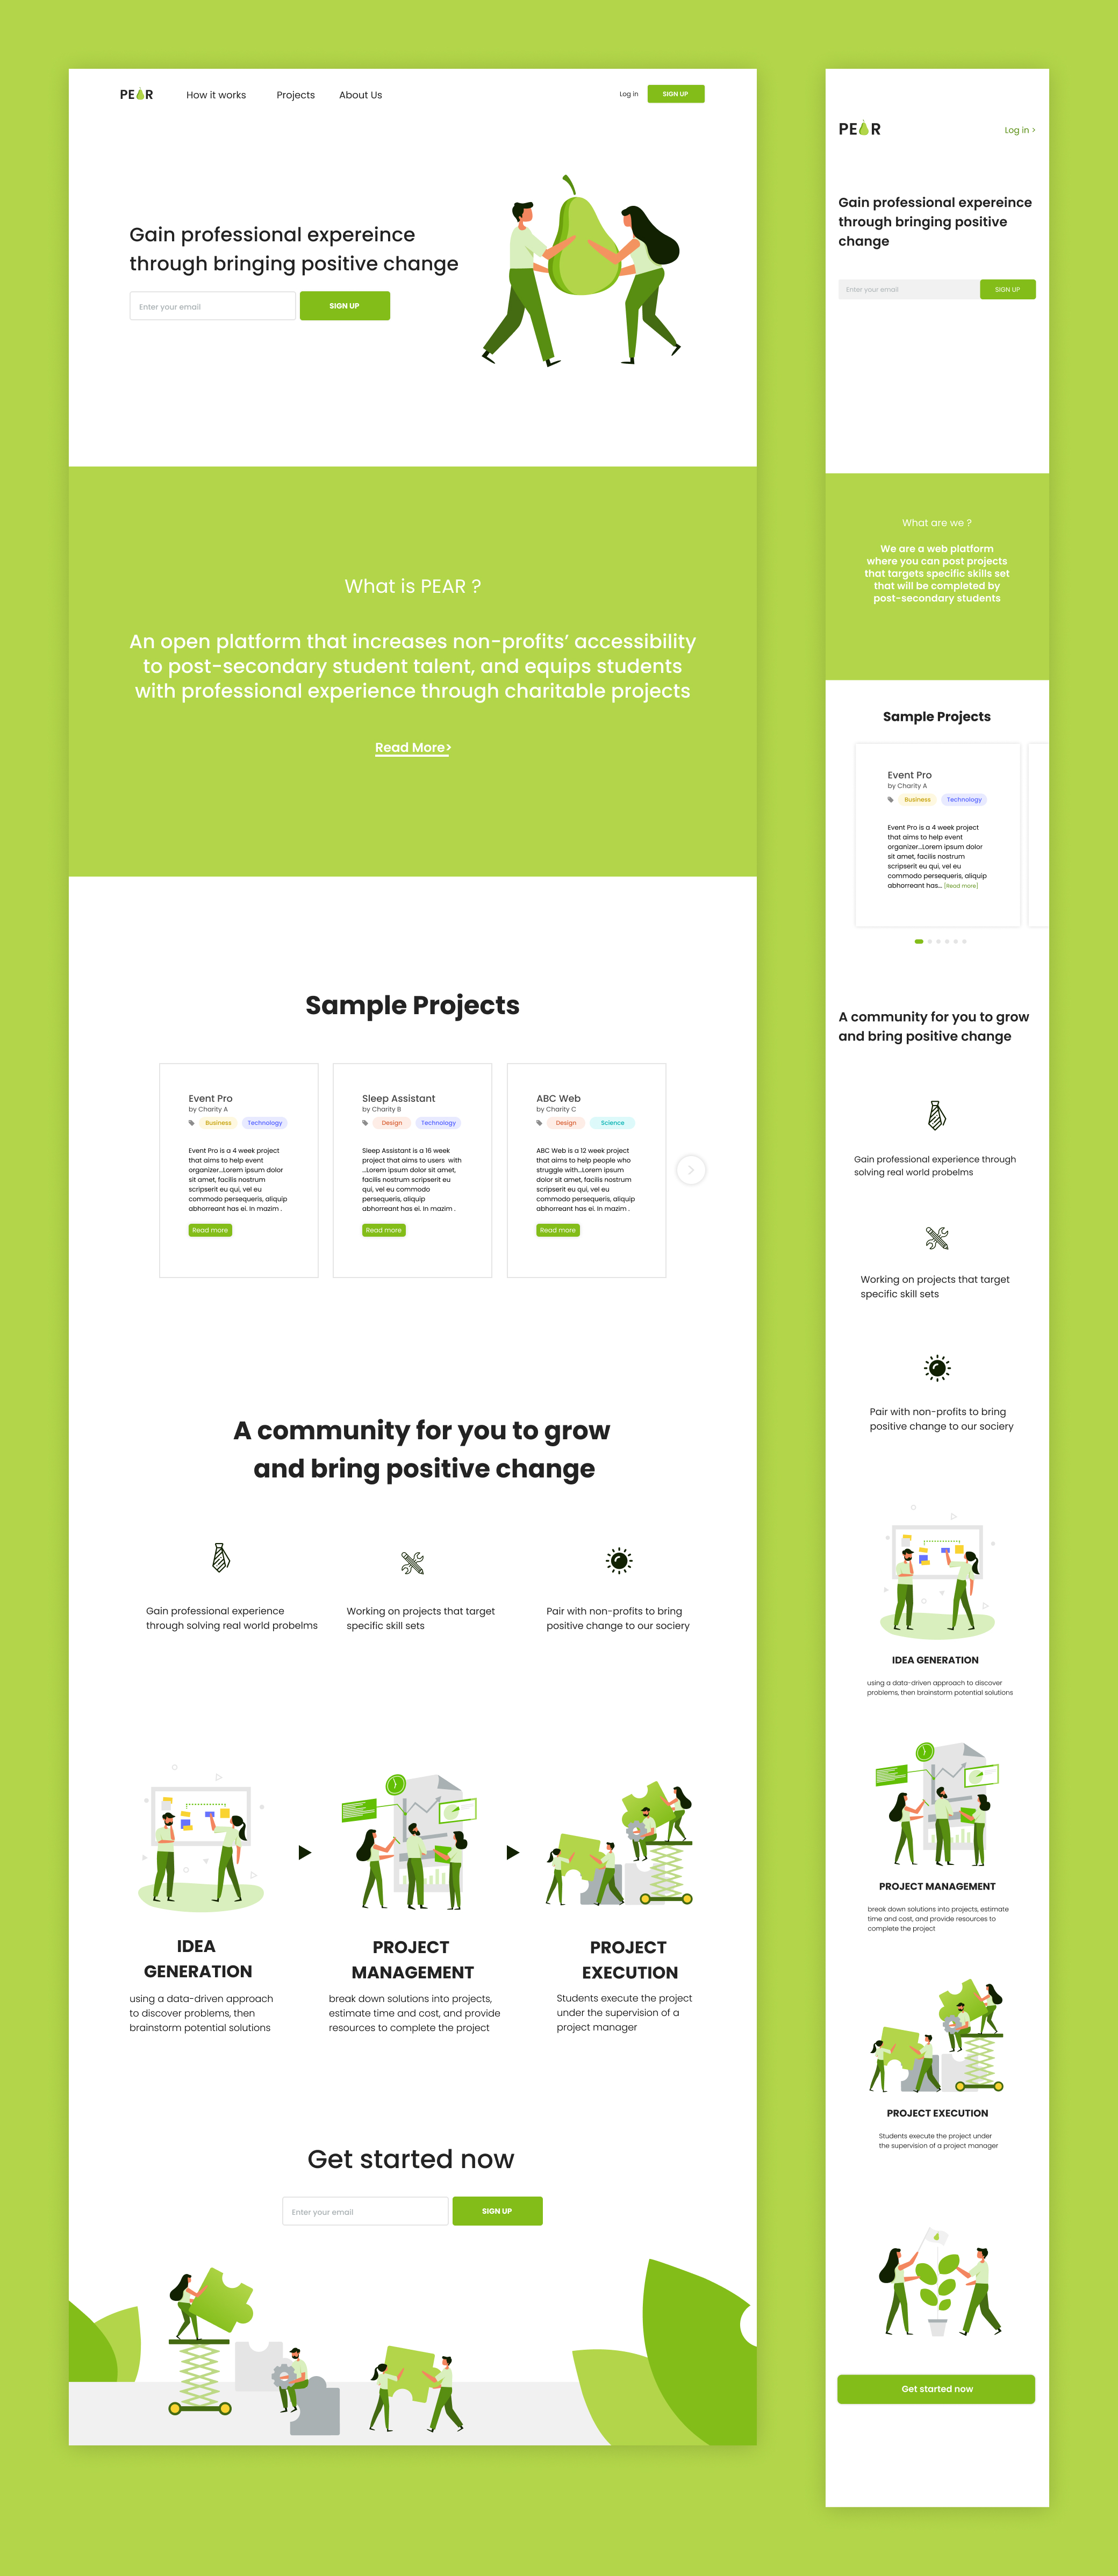 PEAR
How it works
Projects
About Us
Log in
SIGN UP
Gain professional expereince
through bringing positive change
Enter your email
SIGN UP
What is PEAR ?
An open platform that increases non-profits’ accessibility
to post-secondary student talent, and equips students
with professional experience through charitable projects
Read More>
Sample Projects
Event Pro
by Charity A
Business
Technology
Event Pro is a 4 week project
that aims to help event
organizer...Lorem ipsum dolor
sit amet, facilis nostrum
scripserit eu qui, vel eu
commodo persequeris, aliquip
abhorreant has ei. In mazim .
Read more
Sleep Assistant
by Charity B
Design
Technology
Sleep Assistant is a 16 week
project that aims to users  with
...Lorem ipsum dolor sit amet,
facilis nostrum scripserit eu
qui, vel eu commodo
persequeris, aliquip
abhorreant has ei. In mazim .
Read more
ABC Web
by Charity C
Design
Science
ABC Web is a 12 week project
that aims to help people who
struggle with...Lorem ipsum
dolor sit amet, facilis nostrum
scripserit eu qui, vel eu
commodo persequeris, aliquip
abhorreant has ei. In mazim .
Read more
A community for you to grow
and bring positive change
Gain professional experience
through solving real world probelms
Working on projects that target
specific skill sets
Pair with non-profits to bring
positive change to our sociery
IDEA
GENERATION
using a data-driven approach
to discover problems, then
brainstorm potential solutions
PROJECT
MANAGEMENT
break down solutions into projects,
estimate time and cost, and provide
resources to complete the project
PROJECT
EXECUTION
Students execute the project
under the supervision of a
project manager
Get started now
Enter your email
SIGN UP
PEAR
Log in >
Gain professional expereince
through bringing positive
change
Enter your email
SIGN UP
What are we ?
We are a web platform
where you can post projects
that targets specific skills set
that will be completed by
post-secondary students
Sample Projects
Event Pro
by Charity A
Business
Technology
Event Pro is a 4 week project
that aims to help event
organizer...Lorem ipsum dolor
sit amet, facilis nostrum
scripserit eu qui, vel eu
commodo persequeris, aliquip
abhorreant has... [Read more]
A community for you to grow
and bring positive change
Gain professional experience through
solving real world probelms
Working on projects that target
specific skill sets
Pair with non-profits to bring
positive change to our sociery
IDEA GENERATION
using a data-driven approach to discover
problems, then brainstorm potential solutions
PROJECT MANAGEMENT
break down solutions into projects, estimate
time and cost, and provide resources to
complete the project
PROJECT EXECUTION
Students execute the project under
the supervision of a project manager
Get started now